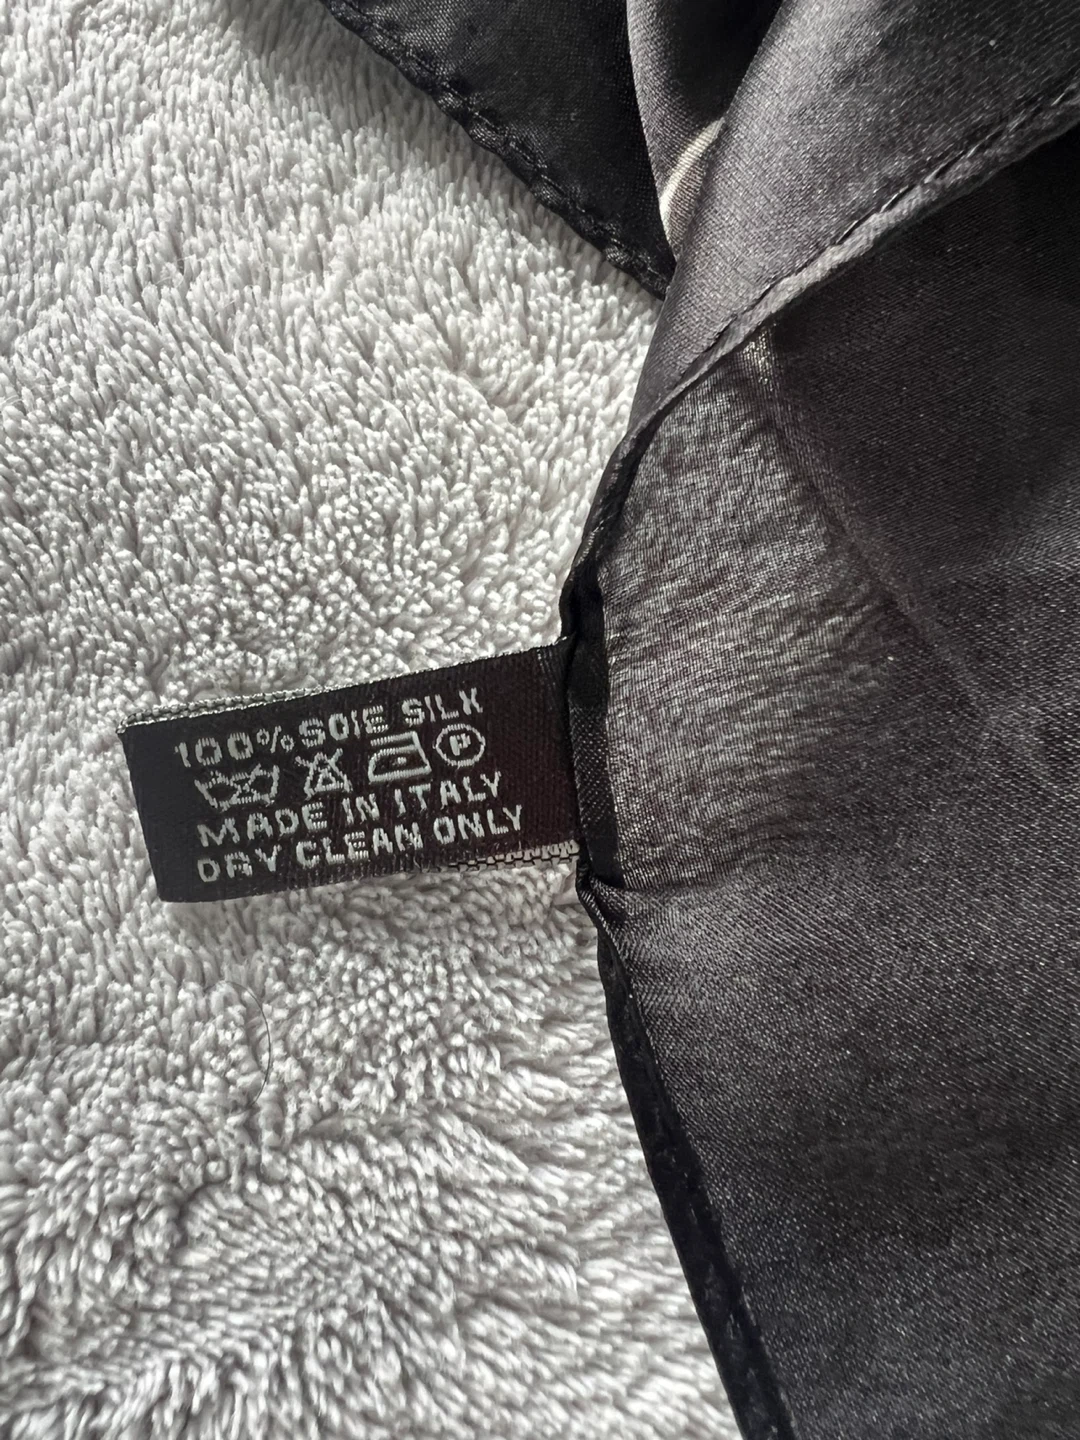 100% SOIE SILK
P
MADE IN ITALY
DRY CLEAN ONLY